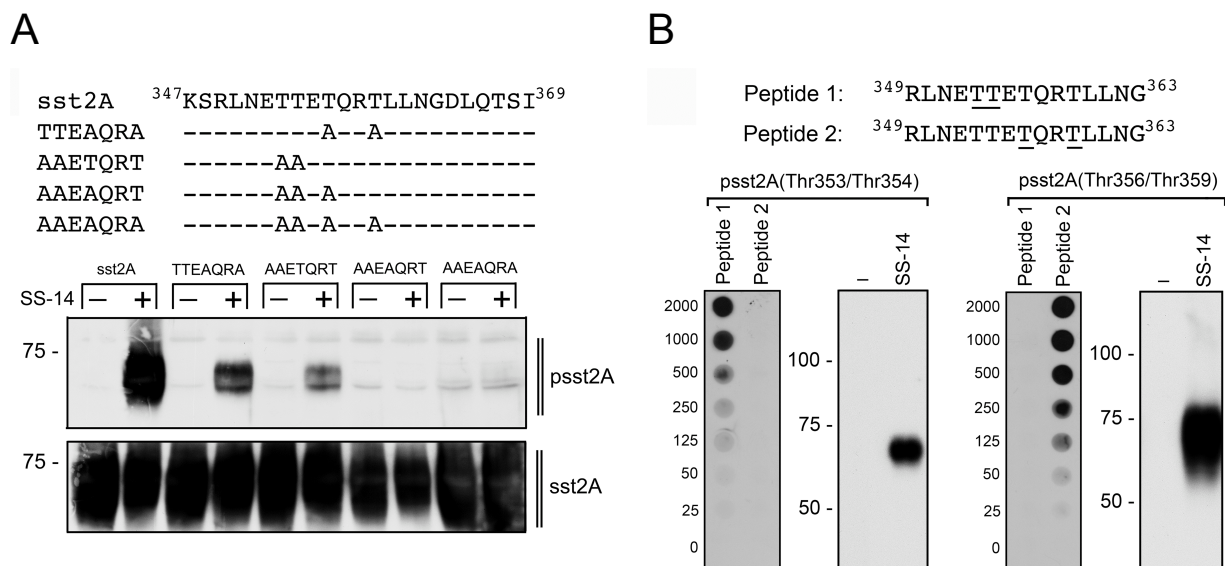 A
sst2A ³⁴⁷KSRLNETTETQRTLLNGDLQTSI³⁶⁹
TTEAQRA ---------A--A----------
AAETQRT ------AA---------------
AAEAQRT ------AA-A-------------
AAEAQRA ------AA-A--A----------
sst2A TTEAQRA AAETQRT AAEAQRT AAEAQRA
SS-14 – + – + – + – + – +
75 -
psst2A
75 -
sst2A
B
Peptide 1: ³⁴⁹RLNETTETQRTLLNG³⁶³
Peptide 2: ³⁴⁹RLNETTETQRTLLNG³⁶³
psst2A(Thr353/Thr354)
Peptide 1
Peptide 2
–
SS-14
2000
1000
500
250
125
50
25
0
100 -
75 -
50 -
psst2A(Thr356/Thr359)
Peptide 1
Peptide 2
–
SS-14
2000
1000
500
250
125
50
25
0
100 -
75 -
50 -